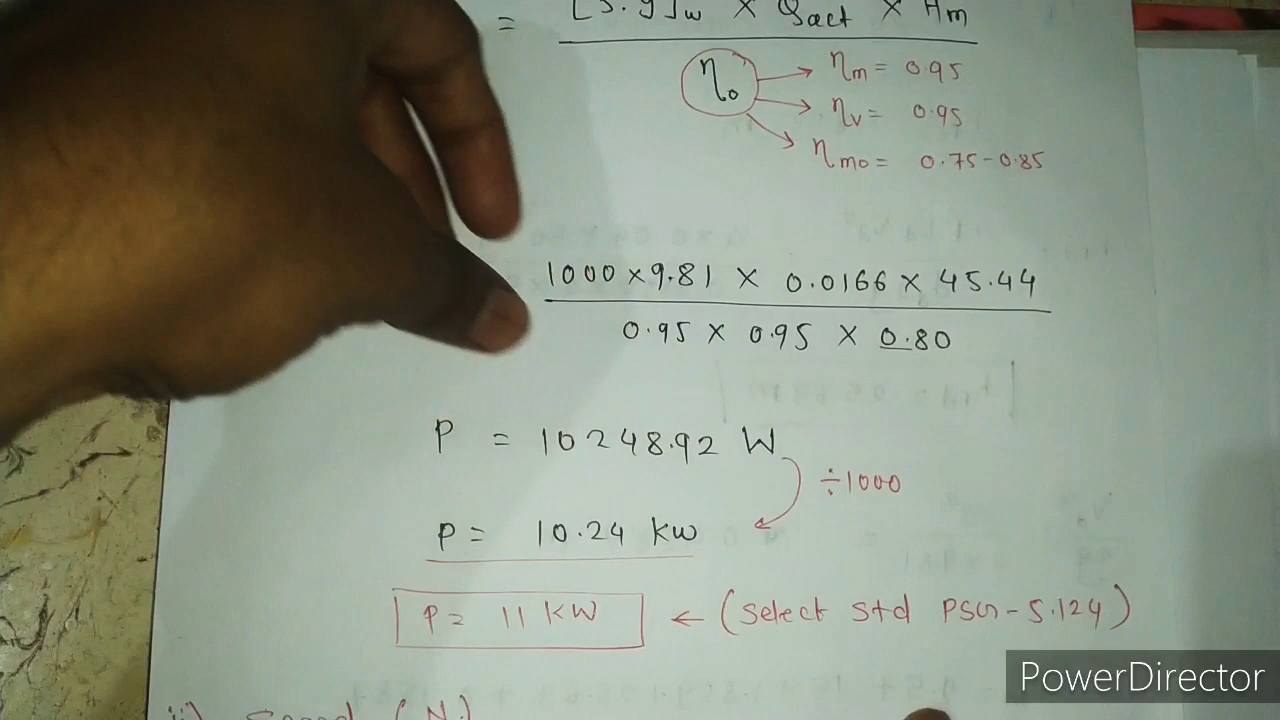 = [ρ.g]w × Qact × Hm
ηo
ηm = 0.95
ηv = 0.95
ηmo = 0.75-0.85
1000×9.81 × 0.0166 × 45.44
0.95 × 0.95 × 0.80
P = 10248.92 W
÷1000
P = 10.24 kw
P = 11 KW ← (Select Std PSG-5.124)
ii) Speed (N)
PowerDirector